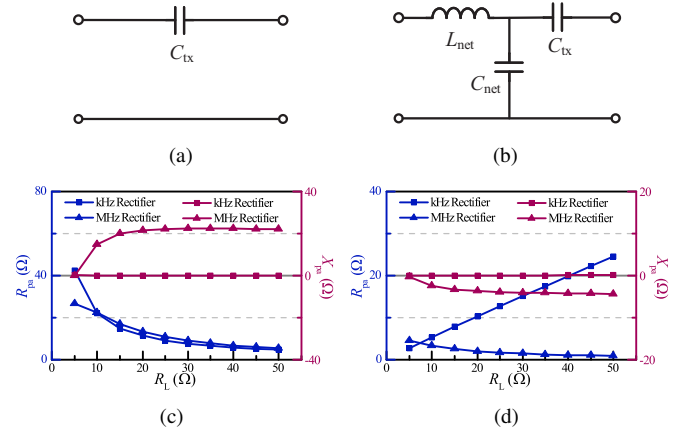 C_tx
(a)
L_net
C_net
C_tx
(b)
80
40
0
kHz Rectifier
MHz Rectifier
kHz Rectifier
MHz Rectifier
40
0
-40
R_pa (Ω)
X_pa (Ω)
0 10 20 30 40 50
R_L (Ω)
(c)
40
20
0
kHz Rectifier
MHz Rectifier
kHz Rectifier
MHz Rectifier
20
0
-20
R_pa (Ω)
X_pa (Ω)
0 10 20 30 40 50
R_L (Ω)
(d)